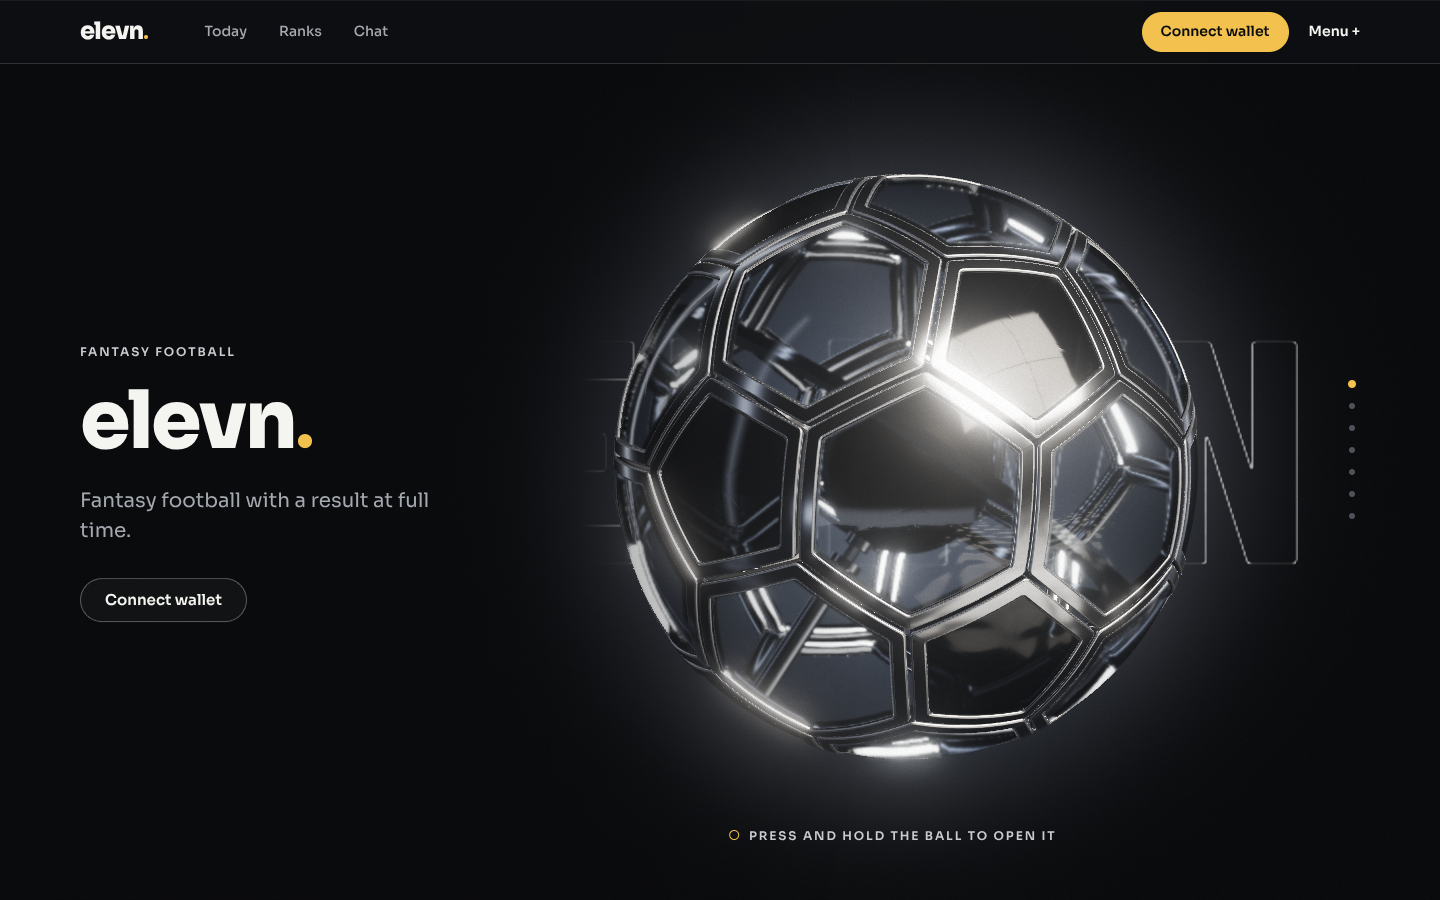 elevn.
Today
Ranks
Chat
Connect wallet
Menu +
FANTASY FOOTBALL
elevn.
Fantasy football with a result at full
time.
Connect wallet
N
PRESS AND HOLD THE BALL TO OPEN IT